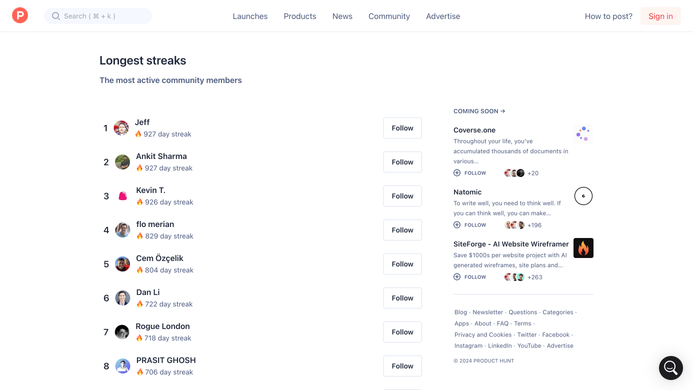 P
Search ( ⌘ + k )
Launches
Products
News
Community
Advertise
How to post?
Sign in
Longest streaks
The most active community members
1
Jeff
🔥 927 day streak
Follow
2
Ankit Sharma
🔥 927 day streak
Follow
3
Kevin T.
🔥 926 day streak
Follow
4
flo merian
🔥 829 day streak
Follow
5
Cem Özçelik
🔥 804 day streak
Follow
6
Dan Li
🔥 722 day streak
Follow
7
Rogue London
🔥 718 day streak
Follow
8
PRASIT GHOSH
🔥 706 day streak
Follow
COMING SOON →
Coverse.one
Throughout your life, you've
accumulated thousands of documents in
various...
FOLLOW
+20
Natomic
To write well, you need to think well. If
you can think well, you can make...
FOLLOW
+196
SiteForge - AI Website Wireframer
Save $1000s per website project with AI
generated wireframes, site plans and...
FOLLOW
+263
Blog · Newsletter · Questions · Categories ·
Apps · About · FAQ · Terms ·
Privacy and Cookies · Twitter · Facebook ·
Instagram · LinkedIn · YouTube · Advertise
© 2024 PRODUCT HUNT